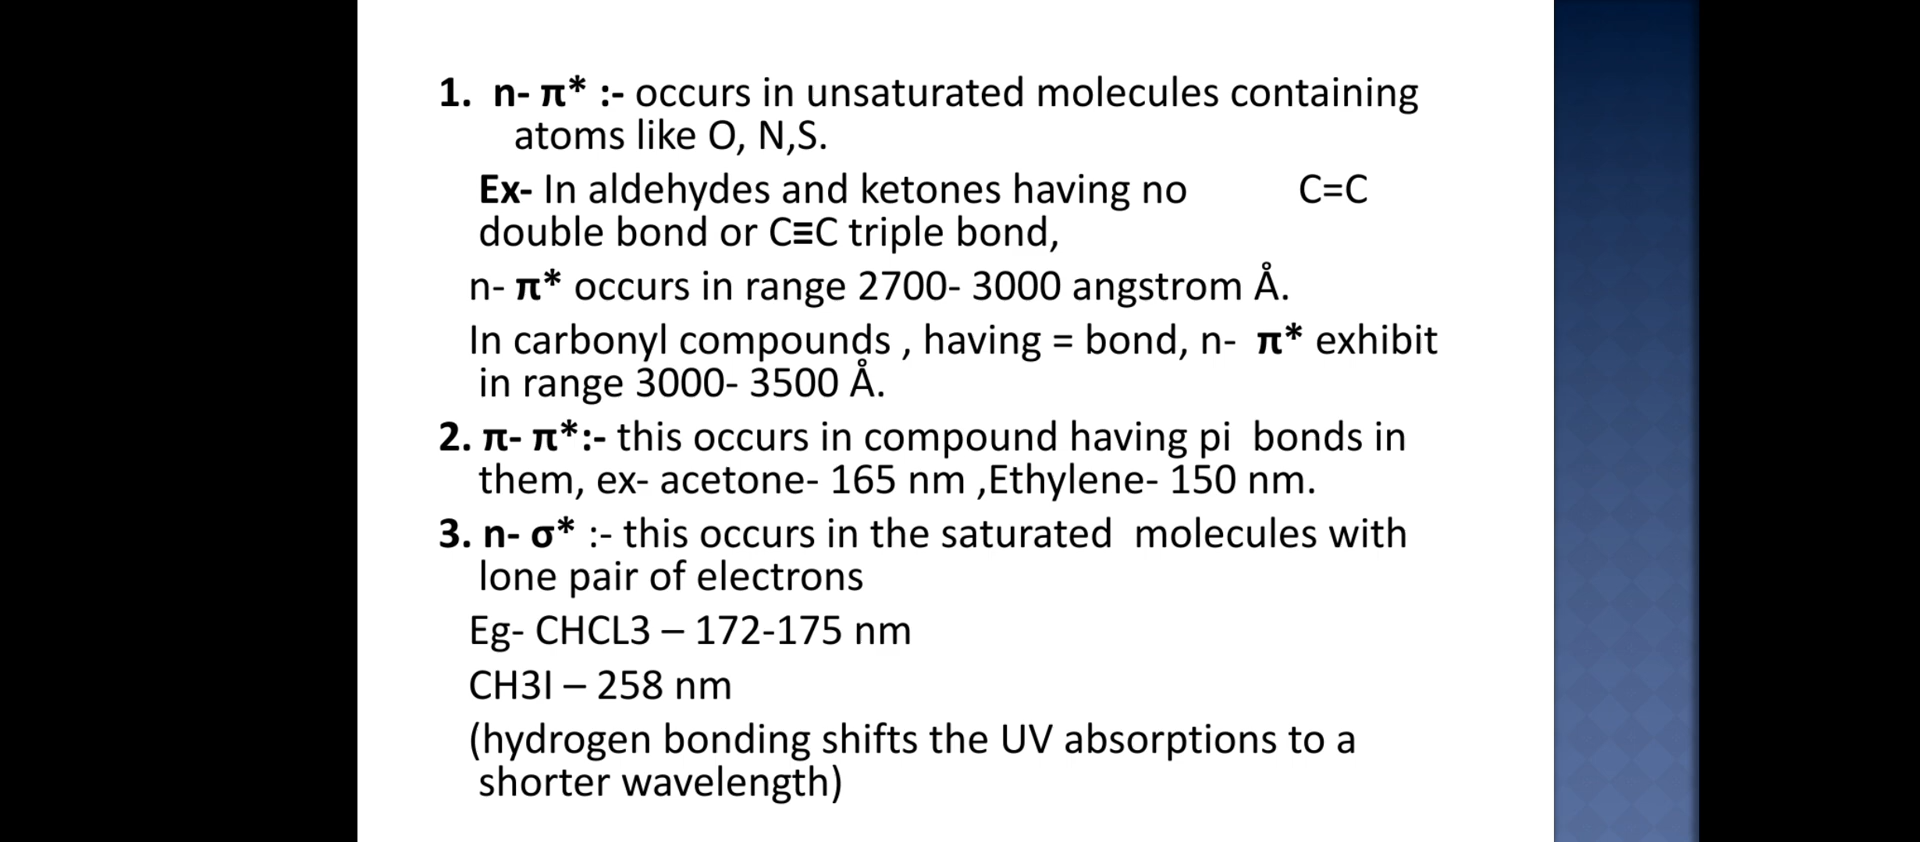 1. n- π* :- occurs in unsaturated molecules containing
atoms like O, N,S.
Ex- In aldehydes and ketones having no C=C
double bond or C≡C triple bond,
n- π* occurs in range 2700- 3000 angstrom Å.
In carbonyl compounds , having = bond, n- π* exhibit
in range 3000- 3500 Å.
2. π- π*:- this occurs in compound having pi bonds in
them, ex- acetone- 165 nm ,Ethylene- 150 nm.
3. n- σ* :- this occurs in the saturated molecules with
lone pair of electrons
Eg- CHCL3 – 172-175 nm
CH3I – 258 nm
(hydrogen bonding shifts the UV absorptions to a
shorter wavelength)